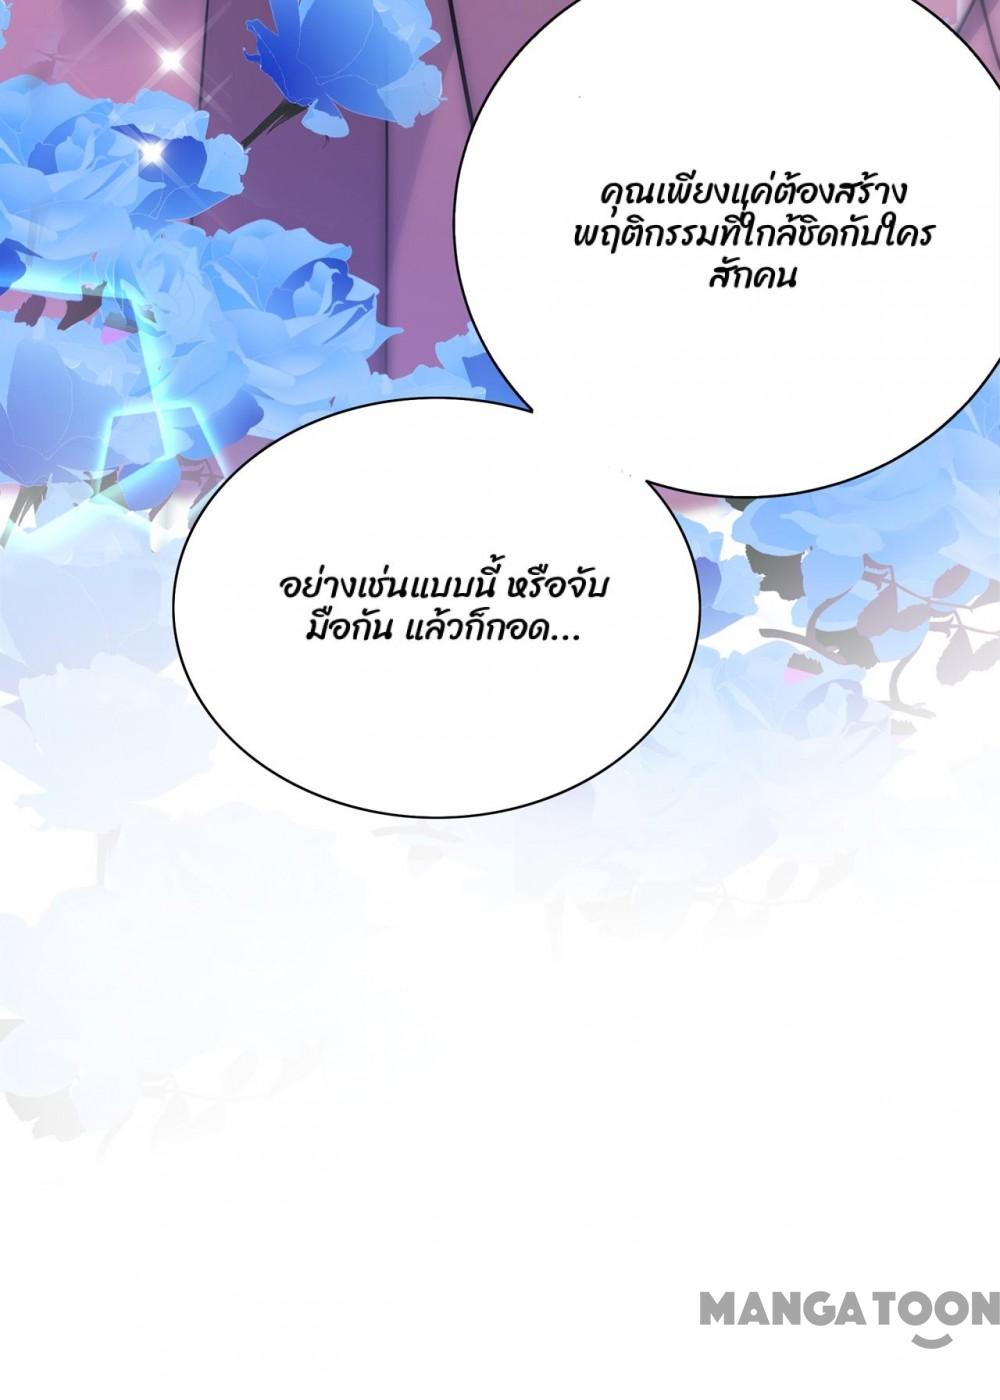 คุณเพียงแค่ต้องสร้าง
พฤติกรรมที่ใกล้ชิดกับใคร
สักคน
อย่างเช่นแบบนี้ หรือจับ
มือกัน แล้วก็กอด...
MANGATOON